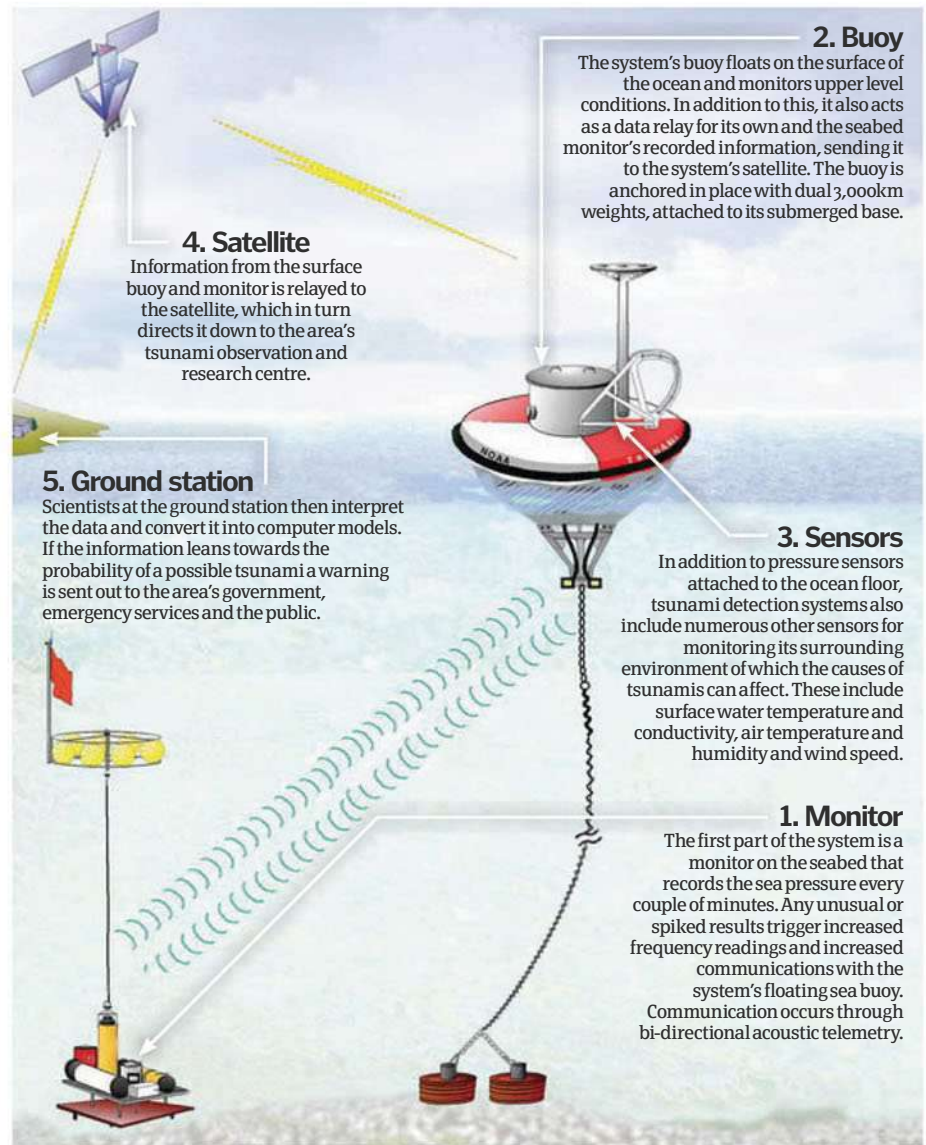 2. Buoy
The system's buoy floats on the surface of
the ocean and monitors upper level
conditions. In addition to this, it also acts
as a data relay for its own and the seabed
monitor's recorded information, sending it
to the system's satellite. The buoy is
anchored in place with dual 3,000km
weights, attached to its submerged base.
4. Satellite
Information from the surface
buoy and monitor is relayed to
the satellite, which in turn
directs it down to the area's
tsunami observation and
research centre.
NOAA
TSUNAMI
5. Ground station
Scientists at the ground station then interpret
the data and convert it into computer models.
If the information leans towards the
probability of a possible tsunami a warning
is sent out to the area's government,
emergency services and the public.
3. Sensors
In addition to pressure sensors
attached to the ocean floor,
tsunami detection systems also
include numerous other sensors for
monitoring its surrounding
environment of which the causes of
tsunamis can affect. These include
surface water temperature and
conductivity, air temperature and
humidity and wind speed.
1. Monitor
The first part of the system is a
monitor on the seabed that
records the sea pressure every
couple of minutes. Any unusual or
spiked results trigger increased
frequency readings and increased
communications with the
system's floating sea buoy.
Communication occurs through
bi-directional acoustic telemetry.